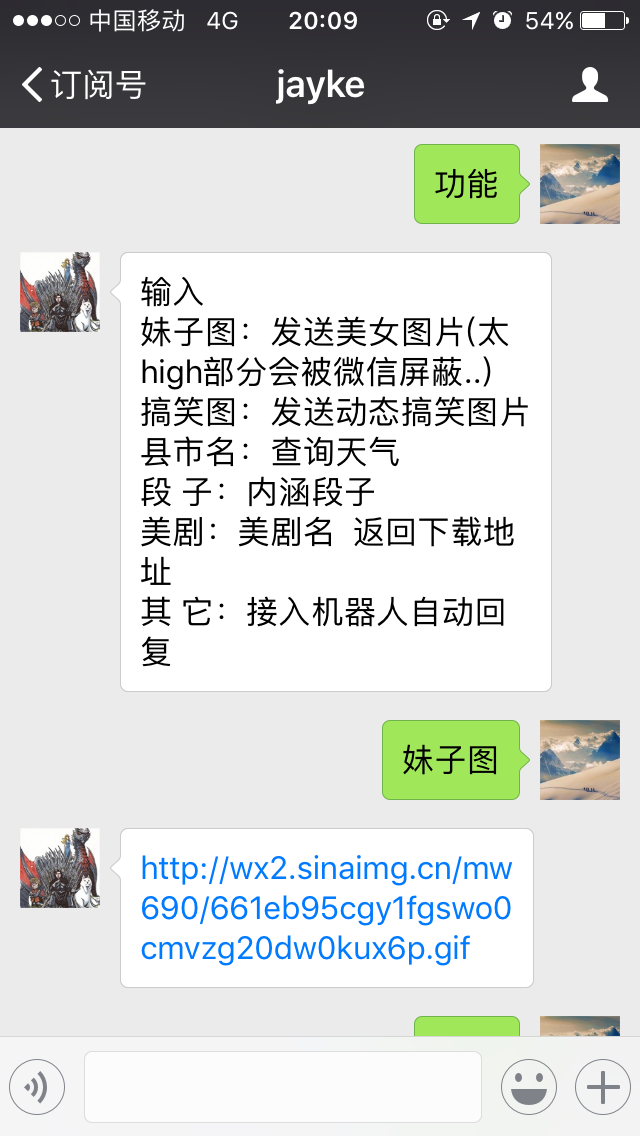 中国移动 4G 20:09 54%
订阅号 jayke
功能
输入
妹子图：发送美女图片(太
high部分会被微信屏蔽..)
搞笑图：发送动态搞笑图片
县市名：查询天气
段 子：内涵段子
美剧：美剧名 返回下载地
址
其 它：接入机器人自动回
复
妹子图
http://wx2.sinaimg.cn/mw
690/661eb95cgy1fgswo0
cmvzg20dw0kux6p.gif